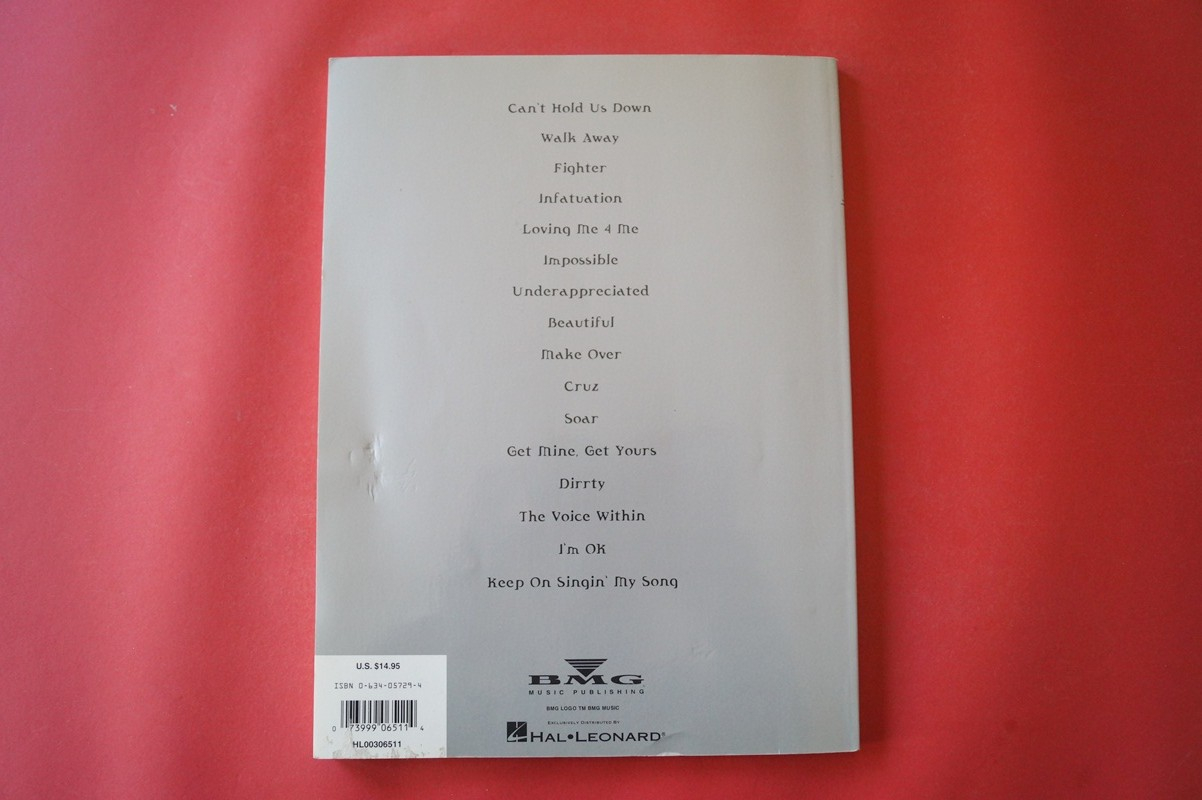 Can't Hold Us Down
Walk Away
Fighter
Infatuation
Loving Me 4 Me
Impossible
Underappreciated
Beautiful
Make Over
Cruz
Soar
Get Mine, Get Yours
Dirrty
The Voice Within
I'm OK
Keep On Singin' My Song
U.S. $14.95
ISBN 0-634-05729-4
0 73999 06511 4
HL00306511
BMG
MUSIC PUBLISHING
BMG LOGO TM BMG MUSIC
EXCLUSIVELY DISTRIBUTED BY
HAL•LEONARD®